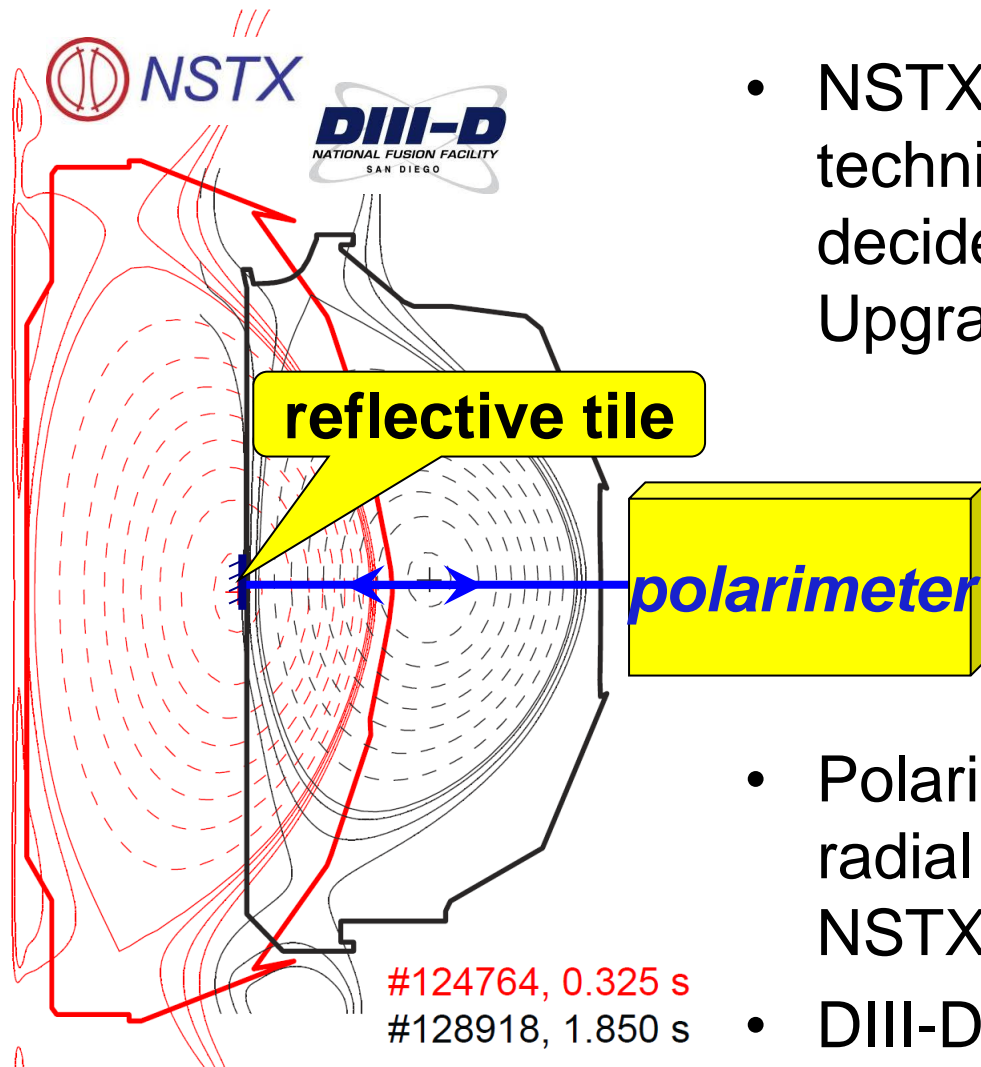 NSTX
DIII-D
NATIONAL FUSION FACILITY
SAN DIEGO
• NSTX
techni
decide
Upgra
reflective tile
polarimeter
• Polari
radial
NSTX
• DIII-D
#124764, 0.325 s
#128918, 1.850 s